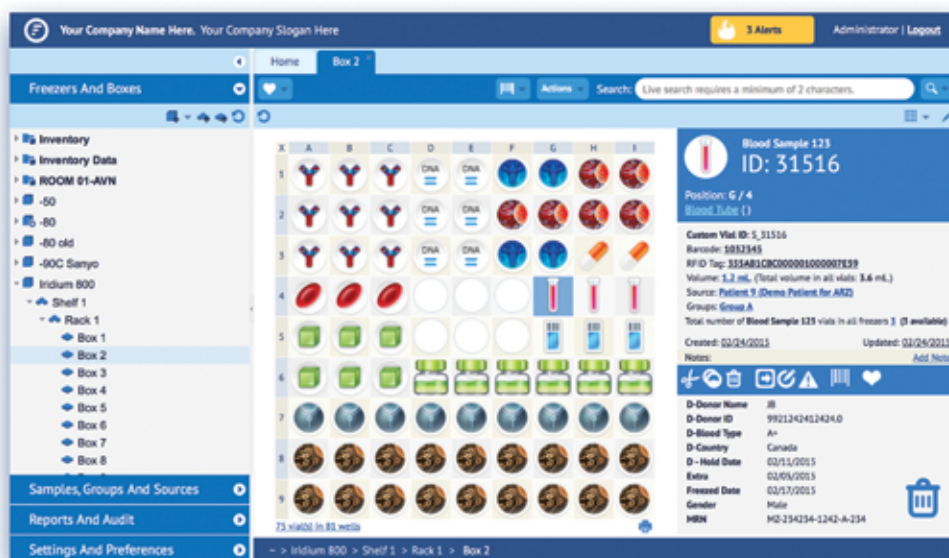 Your Company Name Here. Your Company Slogan Here
3 Alerts
Administrator | Logout
Home
Box 2
Freezers And Boxes
Actions
Search:
Live search requires a minimum of 2 characters.
Inventory
Inventory Data
ROOM 01-AVN
-50
-80
-80 old
-90C Sanyo
Iridium 800
Shelf 1
Rack 1
Box 1
Box 2
Box 3
Box 4
Box 5
Box 6
Box 7
Box 8
Samples, Groups And Sources
Reports And Audit
Settings And Preferences
X A B C D E F G H I
1 DNA DNA
2 DNA DNA
3 DNA DNA
4
5
6
7
8
9
75 vial(s) in 81 wells
~ > Iridium 800 > Shelf 1 > Rack 1 > Box 2
Blood Sample 123
ID: 31516
Position: G / 4
Blood Tube ( )
Custom Vial ID: S_31516
Barcode: 1032345
RFID Tag: 355AB1CBC000001000007E59
Volume: 1.2 mL (Total volume in all vials: 3.6 mL.)
Source: Patient 9 (Demo Patient for ARZ)
Groups: Group A
Total number of Blood Sample 123 vials in all freezers 3 (3 available)
Created: 02/24/2015 Updated: 02/24/2015
Notes: Add Note
D-Donor Name JB
D-Donor ID 9921242412424.0
D-Blood Type A+
D-Country Canada
D - Hold Date 02/11/2015
Extra 02/05/2015
Freezed Date 02/17/2015
Gender Male
MRN MZ-234234-1242-A-234